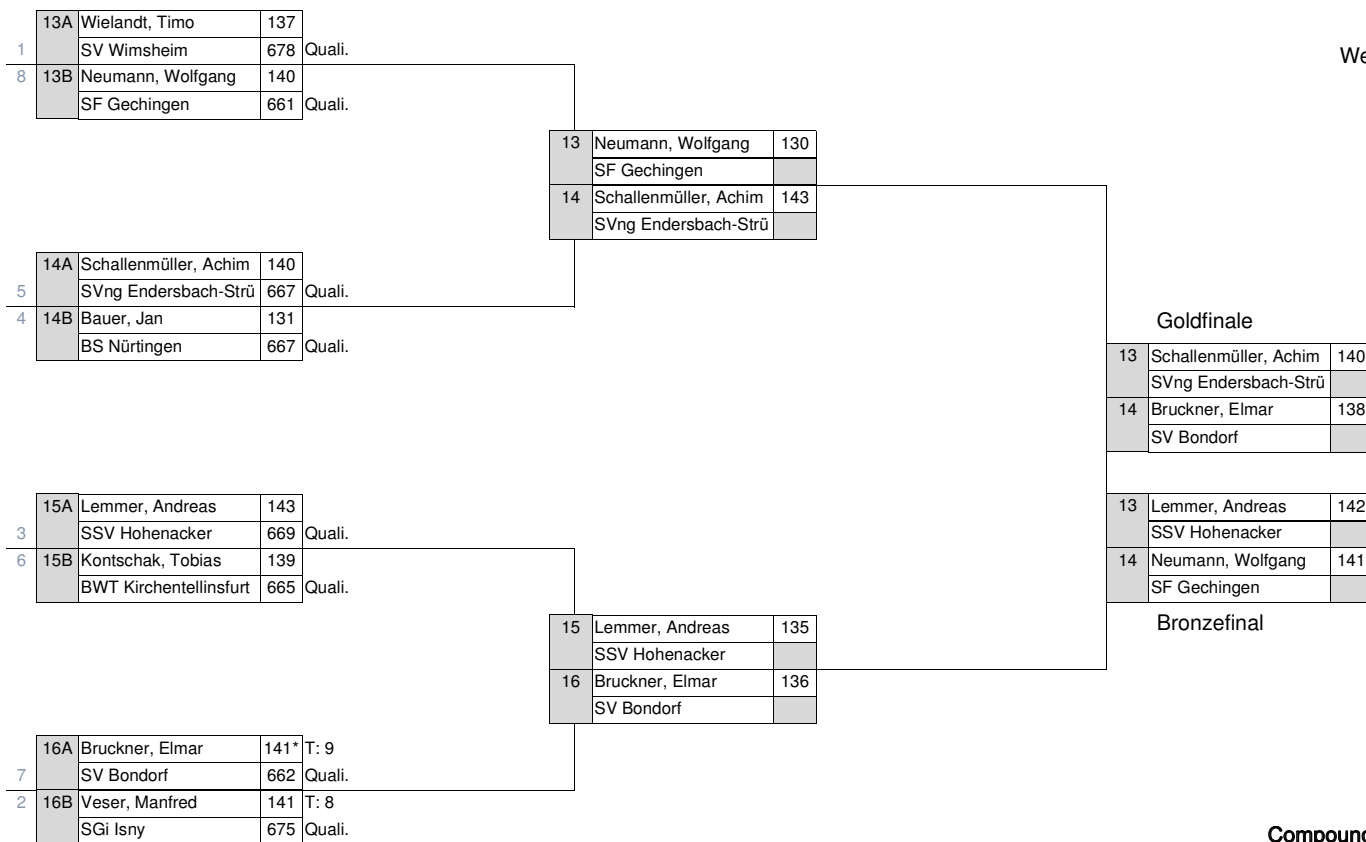 13A Wielandt, Timo 137
1 SV Wimsheim 678 Quali.
8 13B Neumann, Wolfgang 140
SF Gechingen 661 Quali.
14A Schallenmüller, Achim 140
5 SVng Endersbach-Strü 667 Quali.
4 14B Bauer, Jan 131
BS Nürtingen 667 Quali.
15A Lemmer, Andreas 143
3 SSV Hohenacker 669 Quali.
6 15B Kontschak, Tobias 139
BWT Kirchentellinsfurt 665 Quali.
16A Bruckner, Elmar 141* T: 9
7 SV Bondorf 662 Quali.
2 16B Veser, Manfred 141 T: 8
SGi Isny 675 Quali.
13 Neumann, Wolfgang 130
SF Gechingen
14 Schallenmüller, Achim 143
SVng Endersbach-Strü
15 Lemmer, Andreas 135
SSV Hohenacker
16 Bruckner, Elmar 136
SV Bondorf
We
Goldfinale
13 Schallenmüller, Achim 140
SVng Endersbach-Strü
14 Bruckner, Elmar 138
SV Bondorf
13 Lemmer, Andreas 142
SSV Hohenacker
14 Neumann, Wolfgang 141
SF Gechingen
Bronzefinal
Compound